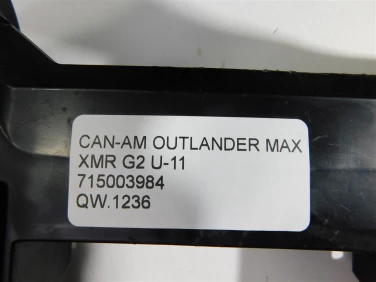 CAN-AM OUTLANDER MAX
XMR G2 U-11
715003984
QW.1236